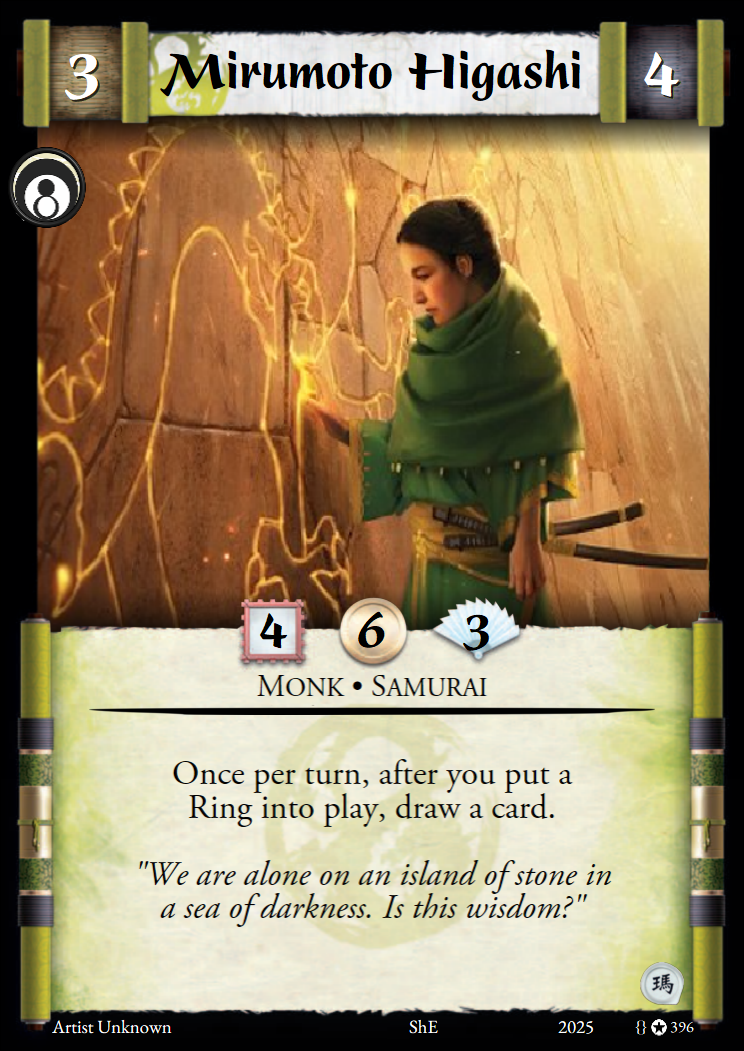 3
Mirumoto Higashi
4
4
6
3
MONK • SAMURAI
Once per turn, after you put a
Ring into play, draw a card.
"We are alone on an island of stone in
a sea of darkness. Is this wisdom?"
瑪
Artist Unknown
ShE
2025
{} 396